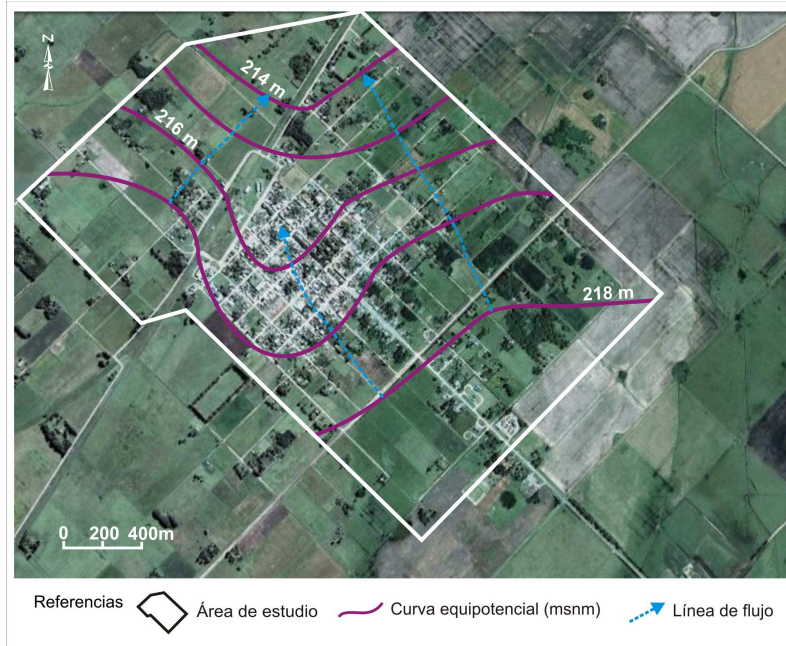 N
214 m
216 m
218 m
0 200 400m
Referencias Área de estudio Curva equipotencial (msnm) Línea de flujo